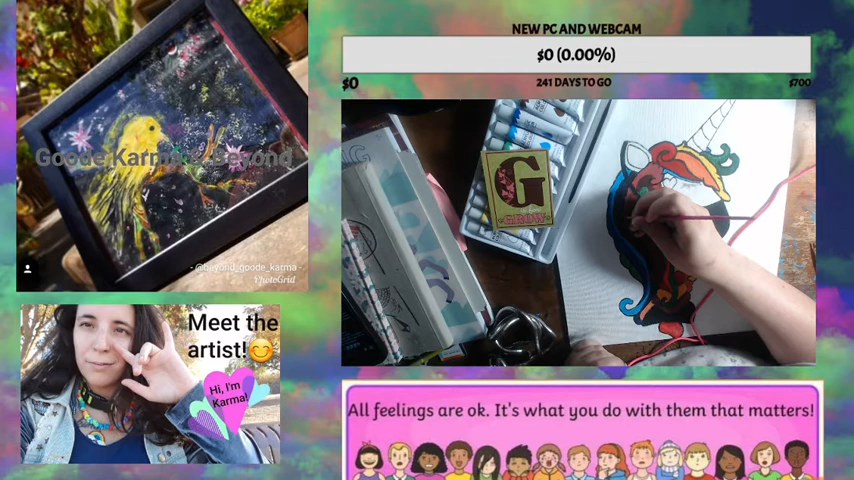 NEW PC AND WEBCAM
$0 (0.00%)
$0
241 DAYS TO GO
$700
Goode Karma & Beyond
- @beyond_goode_karma -
PhotoGrid
G
GROW
Meet the
artist!😊
Hi, I'm
Karma!
All feelings are ok. It's what you do with them that matters!